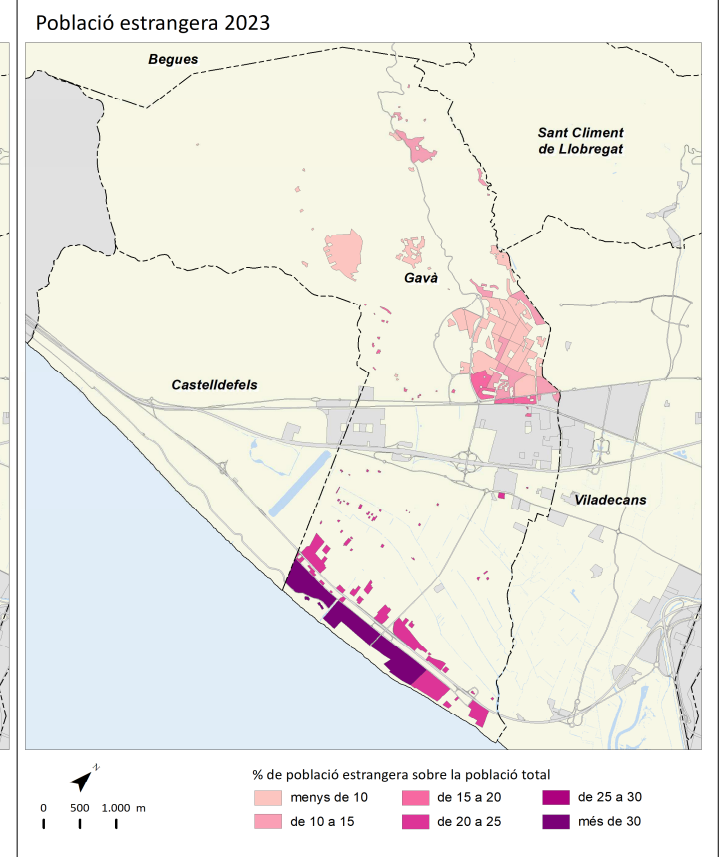 Població estrangera 2023
Begues
Sant Climent
de Llobregat
Gavà
Castelldefels
Viladecans
N
% de població estrangera sobre la població total
0 500 1.000 m
menys de 10
de 15 a 20
de 25 a 30
de 10 a 15
de 20 a 25
més de 30